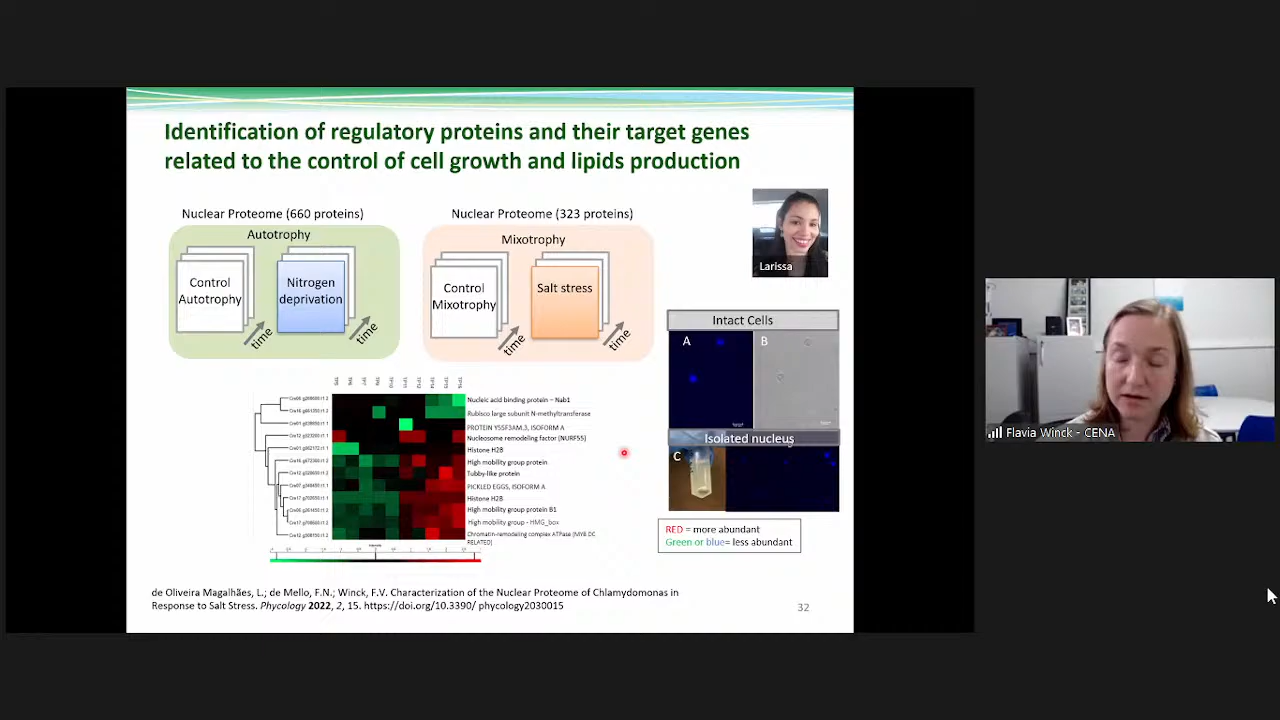 Identification of regulatory proteins and their target genes
related to the control of cell growth and lipids production
Nuclear Proteome (660 proteins)
Autotrophy
Control
Autotrophy
time
Nitrogen
deprivation
time
Nuclear Proteome (323 proteins)
Mixotrophy
Control
Mixotrophy
time
Salt stress
time
Larissa
Intact Cells
A
B
Isolated nucleus
C
Nucleic acid binding protein – Nab1
Rubisco large subunit N-methyltransferase
PROTEIN Y55F3AM.3, ISOFORM A
Nucleosome remodeling factor (NURF55)
Histone H2B
High mobility group protein
Tubby-like protein
PICKLED EGGS, ISOFORM A
Histone H2B
High mobility group protein B1
High mobility group - HMG_box
Chromatin-remodeling complex ATPase (MYB DC
RELATED)
RED = more abundant
Green or blue= less abundant
de Oliveira Magalhães, L.; de Mello, F.N.; Winck, F.V. Characterization of the Nuclear Proteome of Chlamydomonas in
Response to Salt Stress. Phycology 2022, 2, 15. https://doi.org/10.3390/ phycology2030015
32
Flavia Winck - CENA